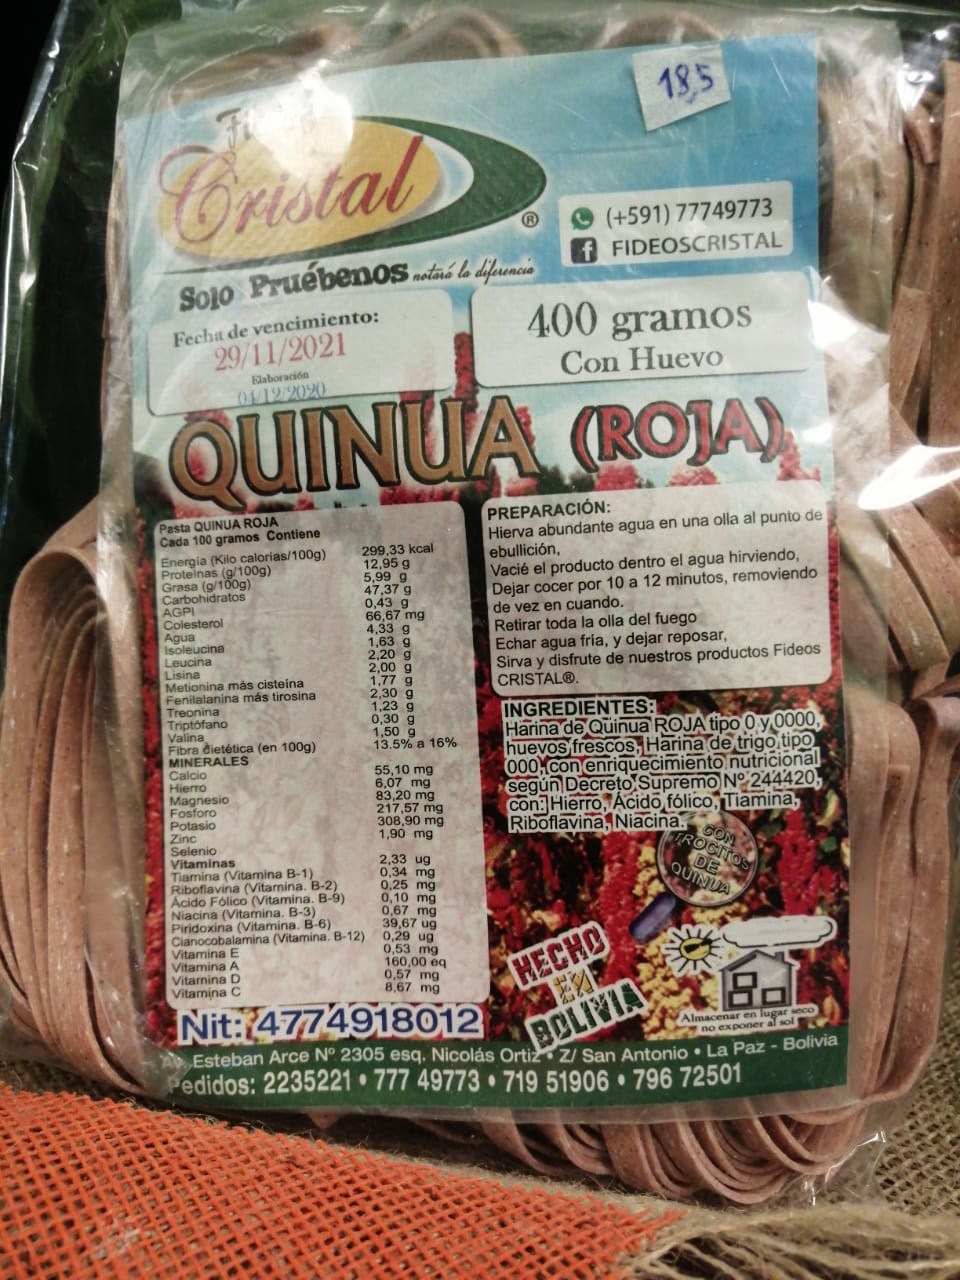 18,5
Cristal
®
(+591) 77749773
FIDEOSCRISTAL
Solo Pruébenos notará la diferencia
Fecha de vencimiento:
29/11/2021
Elaboración
04/12/2020
400 gramos
Con Huevo
QUINUA (ROJA)
Pasta QUINUA ROJA
Cada 100 gramos Contiene
Energía (Kilo calorias/100g) 299,33 kcal
Proteinas (g/100g) 12,95 g
Grasa (g/100g) 5,99 g
Carbohidratos 47,37 g
AGPI 0,43 g
Colesterol 66,67 mg
Agua 4,33 g
Isoleucina 1,63 g
Leucina 2,20 g
Lisina 2,00 g
Metionina más cisteína 1,77 g
Fenilalanina más tirosina 2,30 g
Treonina 1,23 g
Triptófano 0,30 g
Valina 1,50 g
Fibra dietética (en 100g) 13.5% a 16%
MINERALES
Calcio 55,10 mg
Hierro 6,07 mg
Magnesio 83,20 mg
Fosforo 217,57 mg
Potasio 308,90 mg
Zinc 1,90 mg
Selenio
Vitaminas 2,33 ug
Tiamina (Vitamina B-1) 0,34 mg
Riboflavina (Vitamina. B-2) 0,25 mg
Ácido Fólico (Vitamina. B-9) 0,10 mg
Niacina (Vitamina. B-3) 0,67 mg
Piridoxina (Vitamina. B-6) 39,67 ug
Cianocobalamina (Vitamina. B-12) 0,29 ug
Vitamina E 0,53 mg
Vitamina A 160,00 eq
Vitamina D 0,57 mg
Vitamina C 8,67 mg
PREPARACIÓN:
Hierva abundante agua en una olla al punto de
ebullición,
Vacié el producto dentro el agua hirviendo,
Dejar cocer por 10 a 12 minutos, removiendo
de vez en cuando.
Retirar toda la olla del fuego
Echar agua fría, y dejar reposar,
Sirva y disfrute de nuestros productos Fideos
CRISTAL®.
INGREDIENTES:
Harina de Quinua ROJA tipo 0 y 0000,
huevos frescos, Harina de trigo tipo
000, con enriquecimiento nutricional
según Decreto Supremo Nº 244420,
con: Hierro, Ácido fólico, Tiamina,
Riboflavina, Niacina.
CON
TROCITOS
DE
QUINUA
HECHO
EN
BOLIVIA
Almacenar en lugar seco
no exponer al sol
Nit: 4774918012
Av. Esteban Arce Nº 2305 esq. Nicolás Ortiz • Z/ San Antonio • La Paz - Bolivia
Pedidos: 2235221 • 777 49773 • 719 51906 • 796 72501